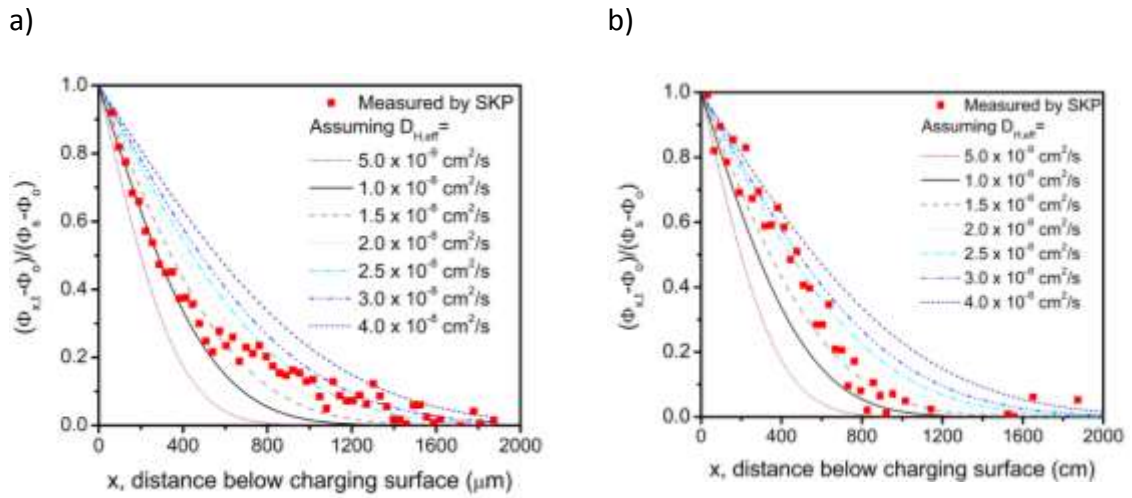 a)
b)
1.0
0.8
0.6
0.4
0.2
0.0
0
400
800
1200
1600
2000
(Φx,t-Φo)/(Φs-Φo)
x, distance below charging surface (μm)
Measured by SKP
Assuming DH,eff=
5.0 x 10-9 cm2/s
1.0 x 10-8 cm2/s
1.5 x 10-8 cm2/s
2.0 x 10-8 cm2/s
2.5 x 10-8 cm2/s
3.0 x 10-8 cm2/s
4.0 x 10-8 cm2/s
1.0
0.8
0.6
0.4
0.2
0.0
0
400
800
1200
1600
2000
(Φx,t-Φo)/(Φs-Φo)
x, distance below charging surface (cm)
Measured by SKP
Assuming DH,eff=
5.0 x 10-9 cm2/s
1.0 x 10-8 cm2/s
1.5 x 10-8 cm2/s
2.0 x 10-8 cm2/s
2.5 x 10-8 cm2/s
3.0 x 10-8 cm2/s
4.0 x 10-8 cm2/s